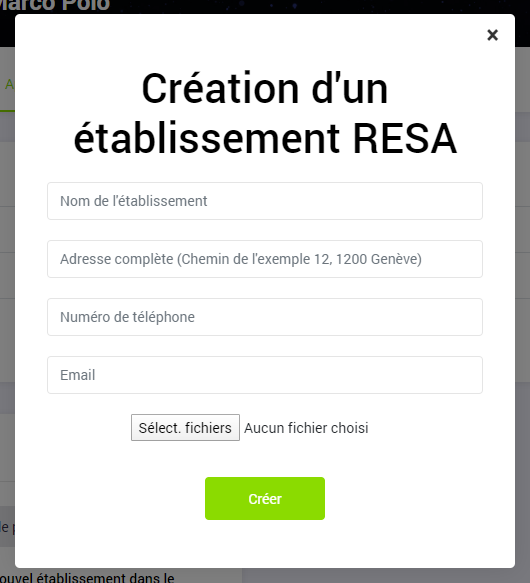 Marco Polo
×
Création d'un
établissement RESA
Nom de l'établissement
Adresse complète (Chemin de l'exemple 12, 1200 Genève)
Numéro de téléphone
Email
Sélect. fichiers Aucun fichier choisi
Créer
ouvel établissement dans le